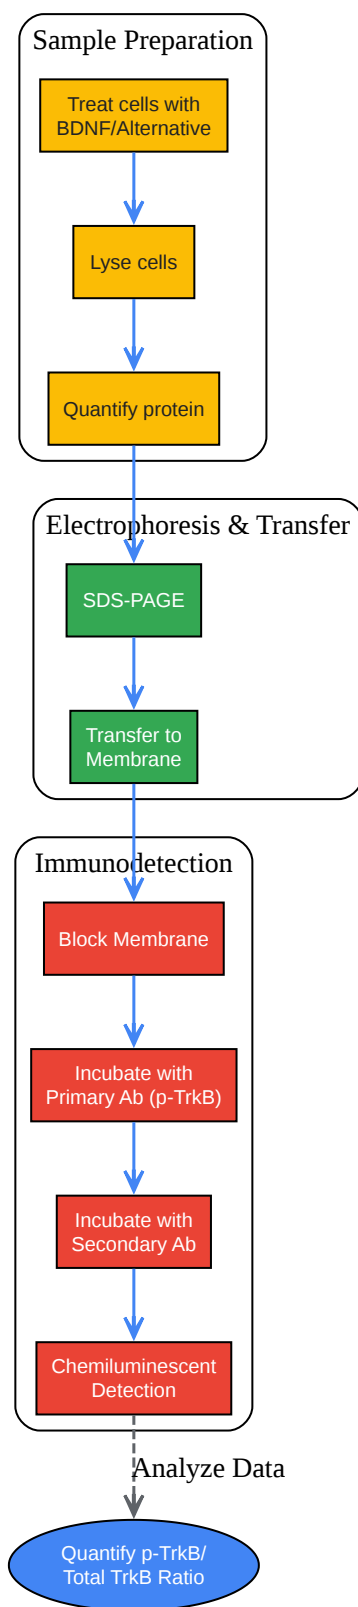 Sample Preparation
Treat cells with
BDNF/Alternative
Lyse cells
Quantify protein
Electrophoresis & Transfer
SDS-PAGE
Transfer to
Membrane
Immunodetection
Block Membrane
Incubate with
Primary Ab (p-TrkB)
Incubate with
Secondary Ab
Chemiluminescent
Detection
Analyze Data
Quantify p-TrkB/
Total TrkB Ratio